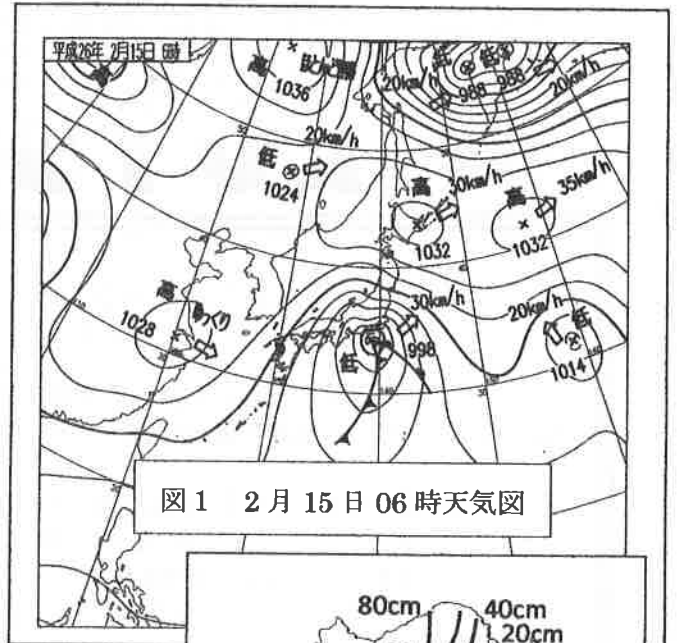 平成26年 2月15日 6時
高
1036
低
低
20km/h
988
988
20km/h
20km/h
低
1024
高
30km/h
1032
高
35km/h
1032
高
ゆっくり
1028
30km/h
低
998
20km/h
低
1014
図1 2月15日06時天気図
80cm
40cm
20cm